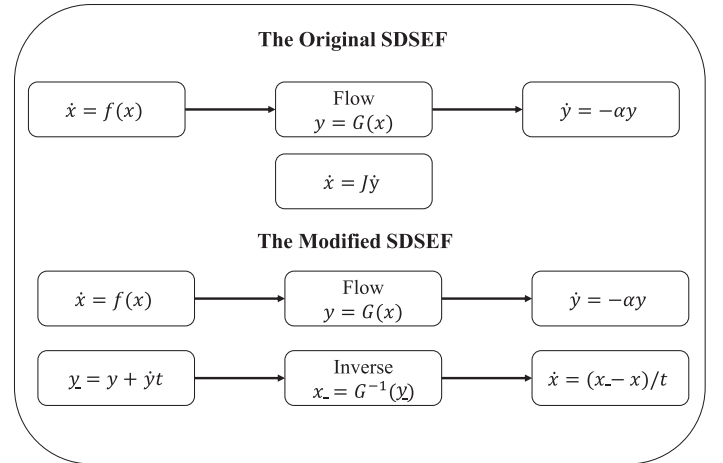 The Original SDSEF
ẋ = f(x)
Flow
y = G(x)
ẏ = −αy
ẋ = Jẏ
The Modified SDSEF
ẋ = f(x)
Flow
y = G(x)
ẏ = −αy
y̲ = y + ẏt
Inverse
x̲ = G⁻¹(y̲)
ẋ = (x̲ − x)/t